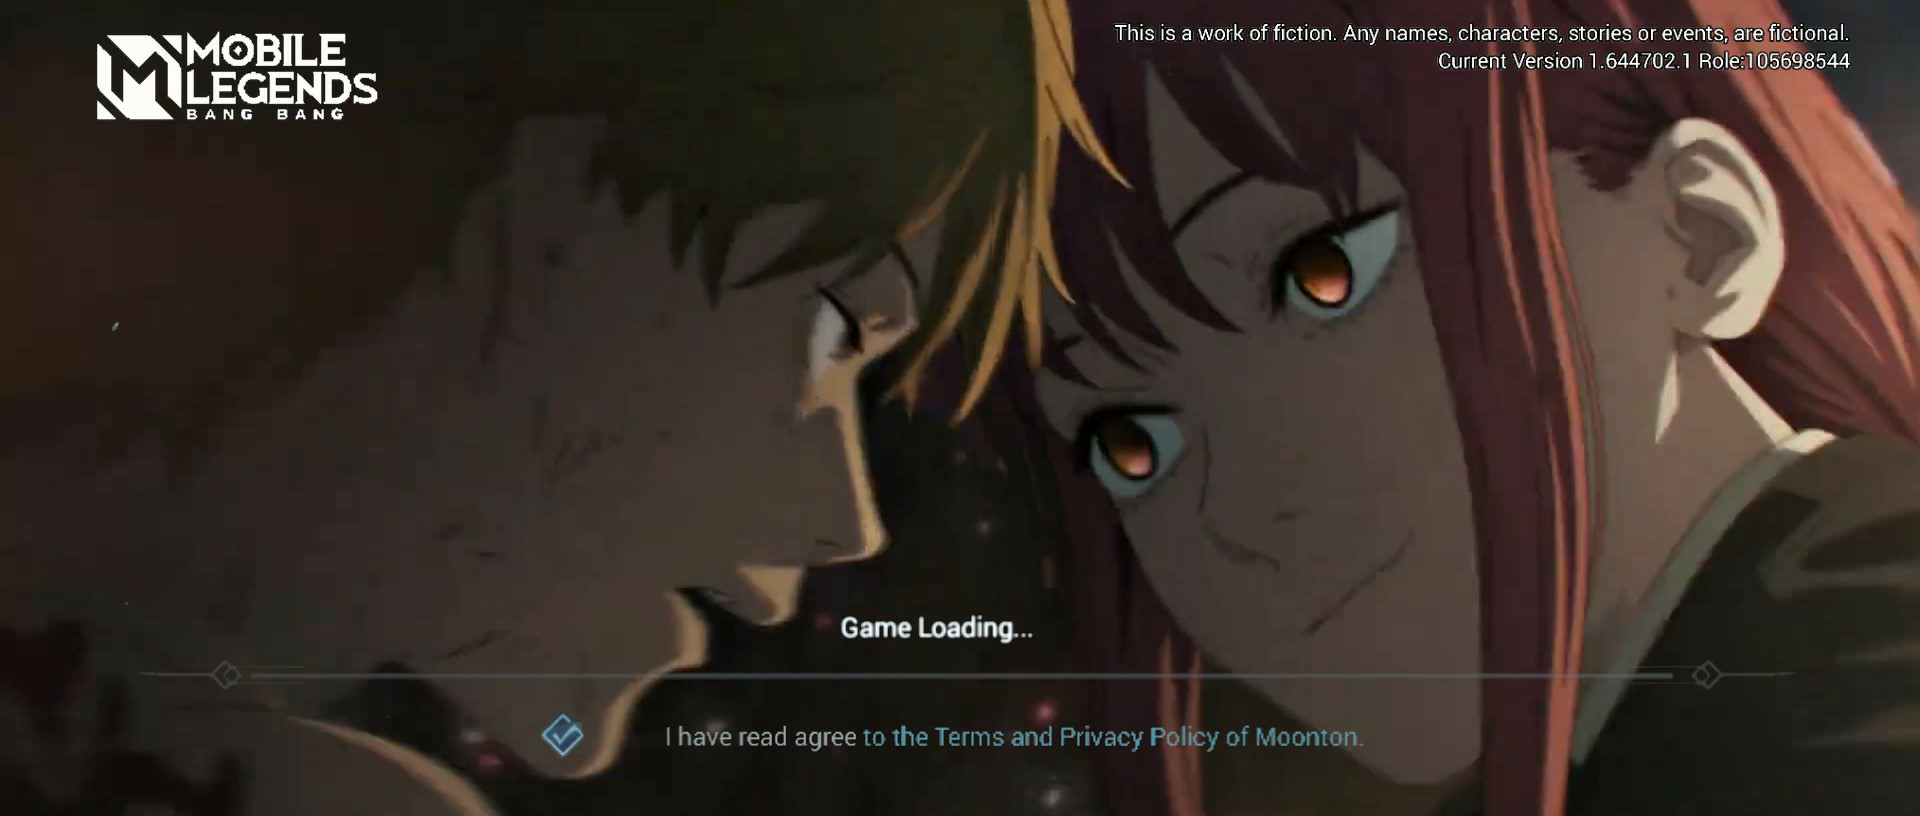 MOBILE
LEGENDS
BANG BANG
This is a work of fiction. Any names, characters, stories or events, are fictional.
Current Version 1.644702.1 Role:105698544
Game Loading...
I have read agree to the Terms and Privacy Policy of Moonton.